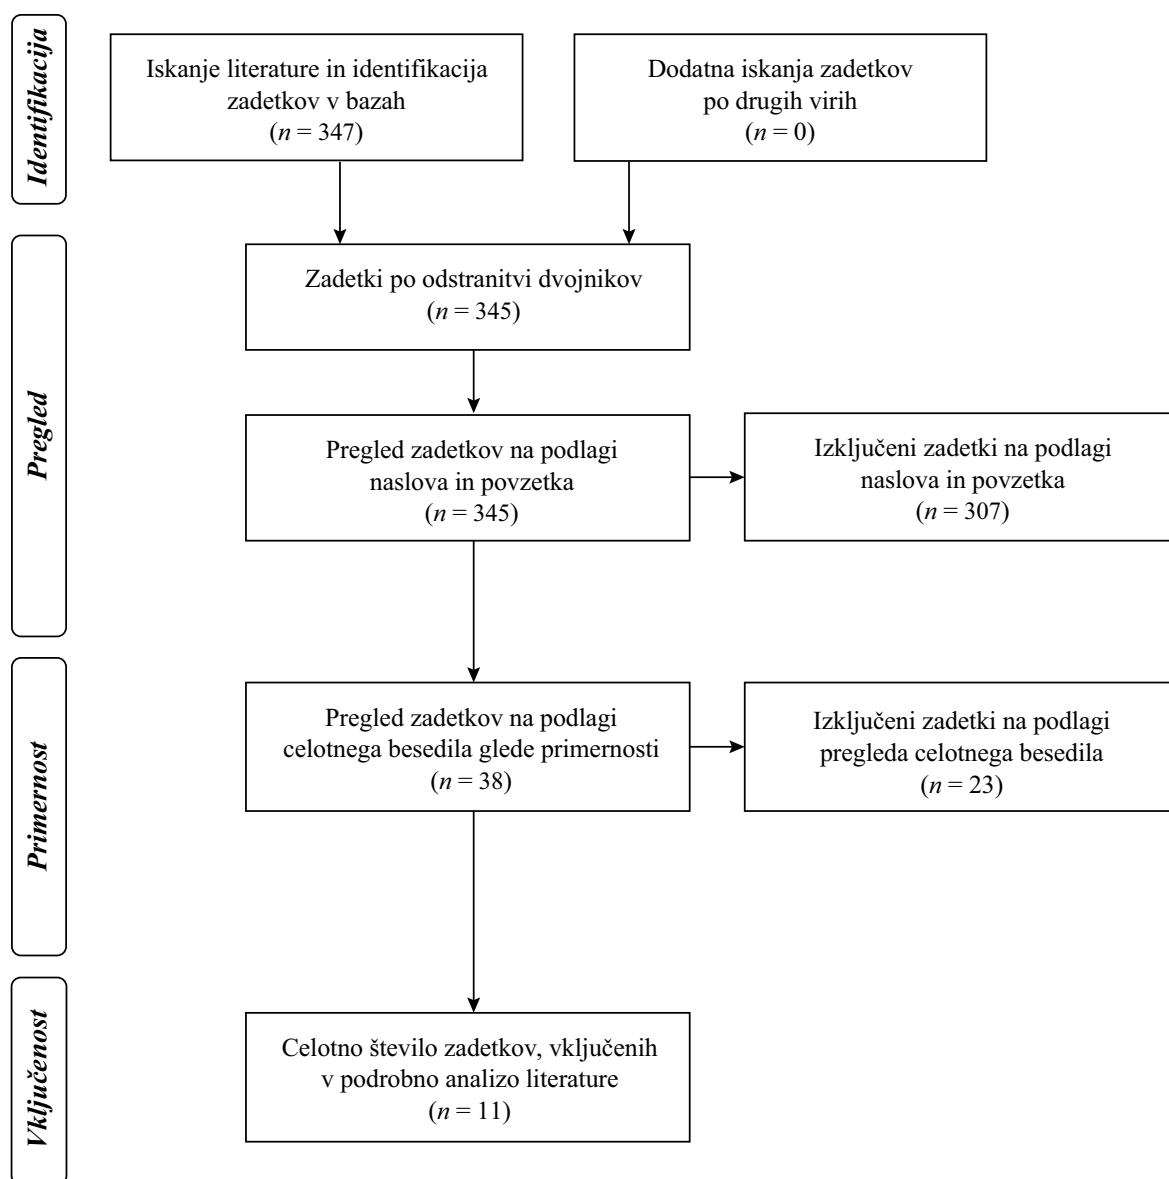 Identifikacija
Iskanje literature in identifikacija
zadetkov v bazah
(n = 347)
Dodatna iskanja zadetkov
po drugih virih
(n = 0)
Pregled
Zadetki po odstranitvi dvojnikov
(n = 345)
Pregled zadetkov na podlagi
naslova in povzetka
(n = 345)
Izključeni zadetki na podlagi
naslova in povzetka
(n = 307)
Primernost
Pregled zadetkov na podlagi
celotnega besedila glede primernosti
(n = 38)
Izključeni zadetki na podlagi
pregleda celotnega besedila
(n = 23)
Vključenost
Celotno število zadetkov, vključenih
v podrobno analizo literature
(n = 11)